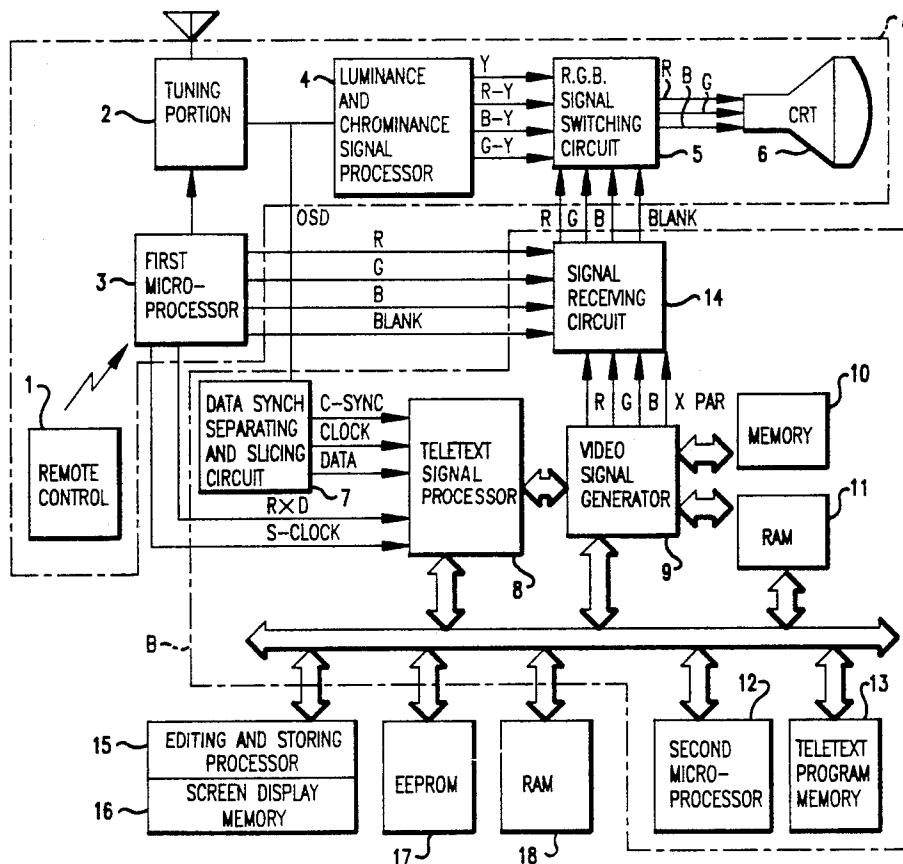 TUNING
PORTION
2
4
LUMINANCE
AND
CHROMINANCE
SIGNAL
PROCESSOR
Y
R-Y
B-Y
G-Y
R.G.B.
SIGNAL
SWITCHING
CIRCUIT
5
R
B
G
CRT
6
OSD
R G B BLANK
3
FIRST
MICRO-
PROCESSOR
R
G
B
BLANK
SIGNAL
RECEIVING
CIRCUIT
14
1
REMOTE
CONTROL
DATA SYNCH
SEPARATING
AND SLICING
CIRCUIT
7
C-SYNC
CLOCK
DATA
R×D
S-CLOCK
TELETEXT
SIGNAL
PROCESSOR
8
R G B X PAR
VIDEO
SIGNAL
GENERATOR
9
10
MEMORY
11
RAM
B
15
EDITING AND STORING
PROCESSOR
16
SCREEN DISPLAY
MEMORY
EEPROM
17
RAM
18
12
SECOND
MICRO-
PROCESSOR
13
TELETEXT
PROGRAM
MEMORY